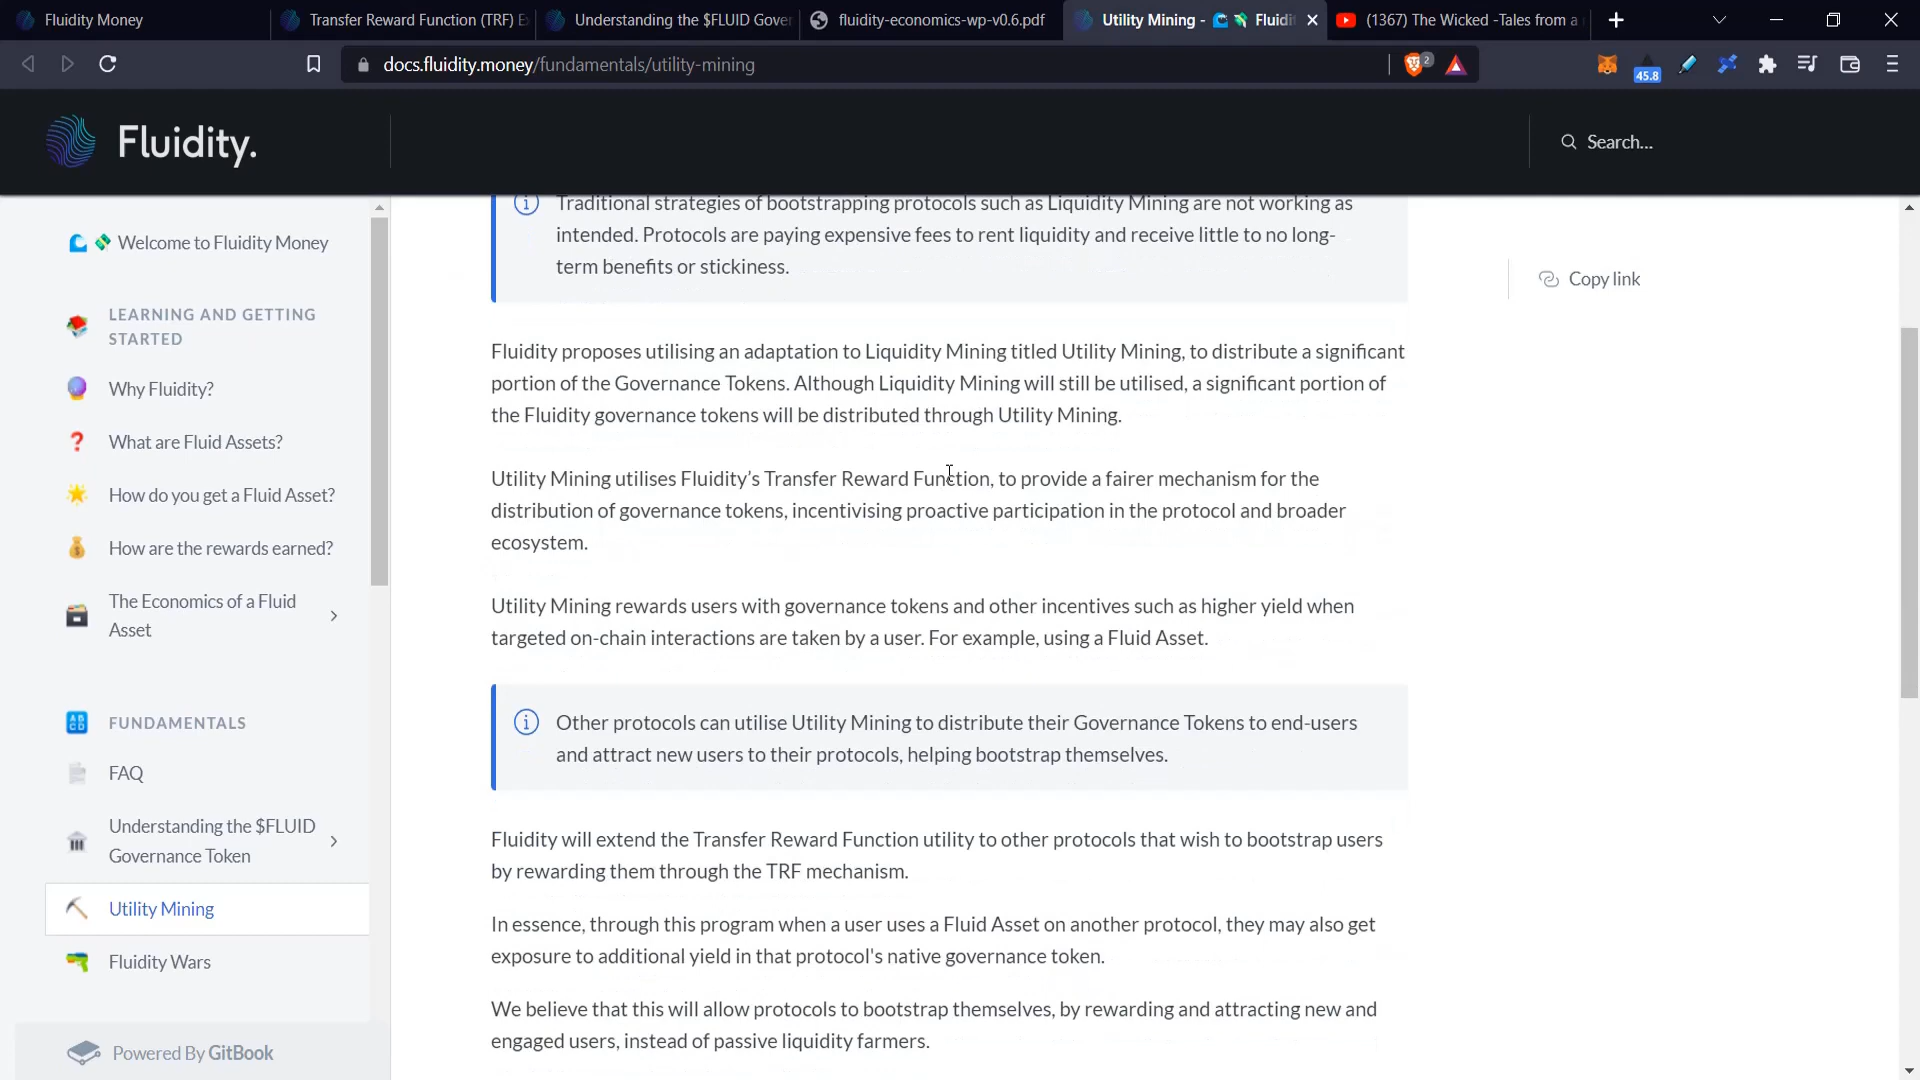 Fluidity Money
Transfer Reward Function (TRF) E
Understanding the $FLUID Gover
fluidity-economics-wp-v0.6.pdf
Utility Mining - Fluidi
(1367) The Wicked -Tales from a
docs.fluidity.money/fundamentals/utility-mining
2
45.8
Fluidity.
Search...
Welcome to Fluidity Money
LEARNING AND GETTING
STARTED
Why Fluidity?
What are Fluid Assets?
How do you get a Fluid Asset?
How are the rewards earned?
The Economics of a Fluid
Asset
FUNDAMENTALS
FAQ
Understanding the $FLUID
Governance Token
Utility Mining
Fluidity Wars
Powered By GitBook
Traditional strategies of bootstrapping protocols such as Liquidity Mining are not working as
intended. Protocols are paying expensive fees to rent liquidity and receive little to no long-
term benefits or stickiness.
Fluidity proposes utilising an adaptation to Liquidity Mining titled Utility Mining, to distribute a significant
portion of the Governance Tokens. Although Liquidity Mining will still be utilised, a significant portion of
the Fluidity governance tokens will be distributed through Utility Mining.
Utility Mining utilises Fluidity’s Transfer Reward Function, to provide a fairer mechanism for the
distribution of governance tokens, incentivising proactive participation in the protocol and broader
ecosystem.
Utility Mining rewards users with governance tokens and other incentives such as higher yield when
targeted on-chain interactions are taken by a user. For example, using a Fluid Asset.
Other protocols can utilise Utility Mining to distribute their Governance Tokens to end-users
and attract new users to their protocols, helping bootstrap themselves.
Fluidity will extend the Transfer Reward Function utility to other protocols that wish to bootstrap users
by rewarding them through the TRF mechanism.
In essence, through this program when a user uses a Fluid Asset on another protocol, they may also get
exposure to additional yield in that protocol's native governance token.
We believe that this will allow protocols to bootstrap themselves, by rewarding and attracting new and
engaged users, instead of passive liquidity farmers.
Copy link